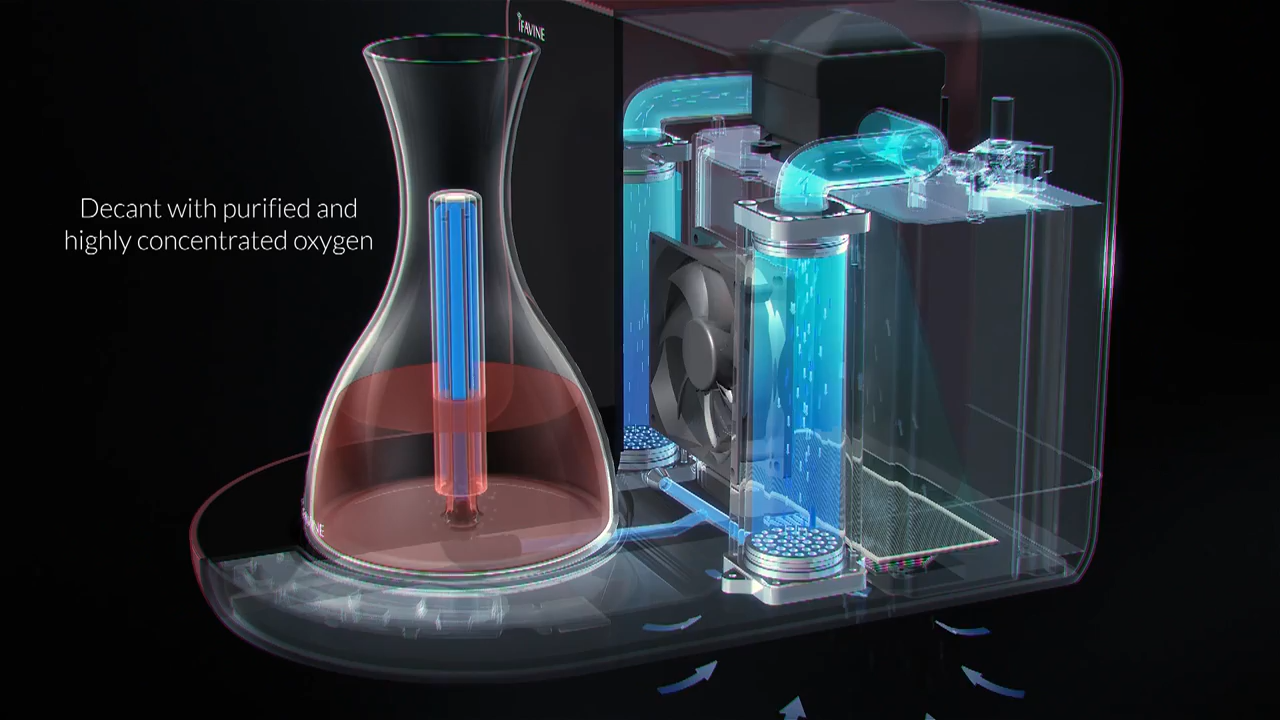 iFAVINE
Decant with purified and
highly concentrated oxygen